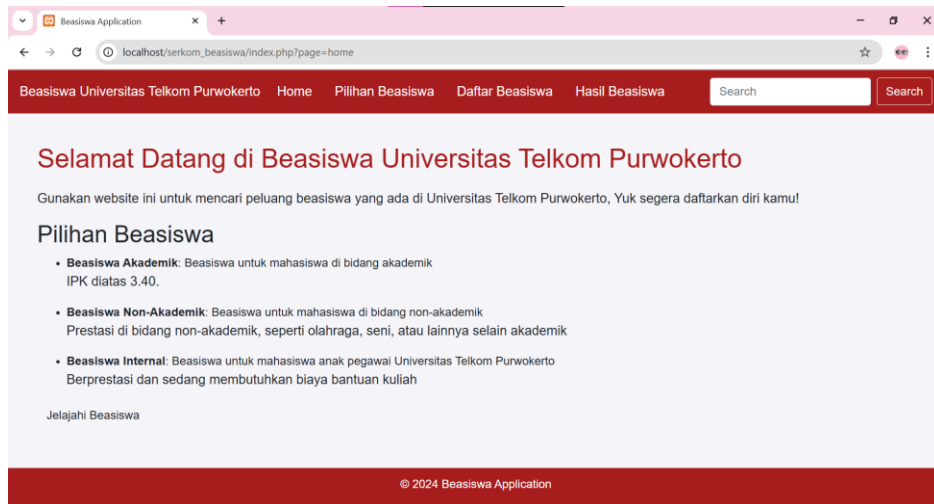 Beasiswa Application
localhost/serkom_beasiswa/index.php?page=home
Beasiswa Universitas Telkom Purwokerto Home Pilihan Beasiswa Daftar Beasiswa Hasil Beasiswa Search Search
Selamat Datang di Beasiswa Universitas Telkom Purwokerto
Gunakan website ini untuk mencari peluang beasiswa yang ada di Universitas Telkom Purwokerto, Yuk segera daftarkan diri kamu!
Pilihan Beasiswa
• Beasiswa Akademik: Beasiswa untuk mahasiswa di bidang akademik
IPK diatas 3.40.
• Beasiswa Non-Akademik: Beasiswa untuk mahasiswa di bidang non-akademik
Prestasi di bidang non-akademik, seperti olahraga, seni, atau lainnya selain akademik
• Beasiswa Internal: Beasiswa untuk mahasiswa anak pegawai Universitas Telkom Purwokerto
Berprestasi dan sedang membutuhkan biaya bantuan kuliah
Jelajahi Beasiswa
© 2024 Beasiswa Application